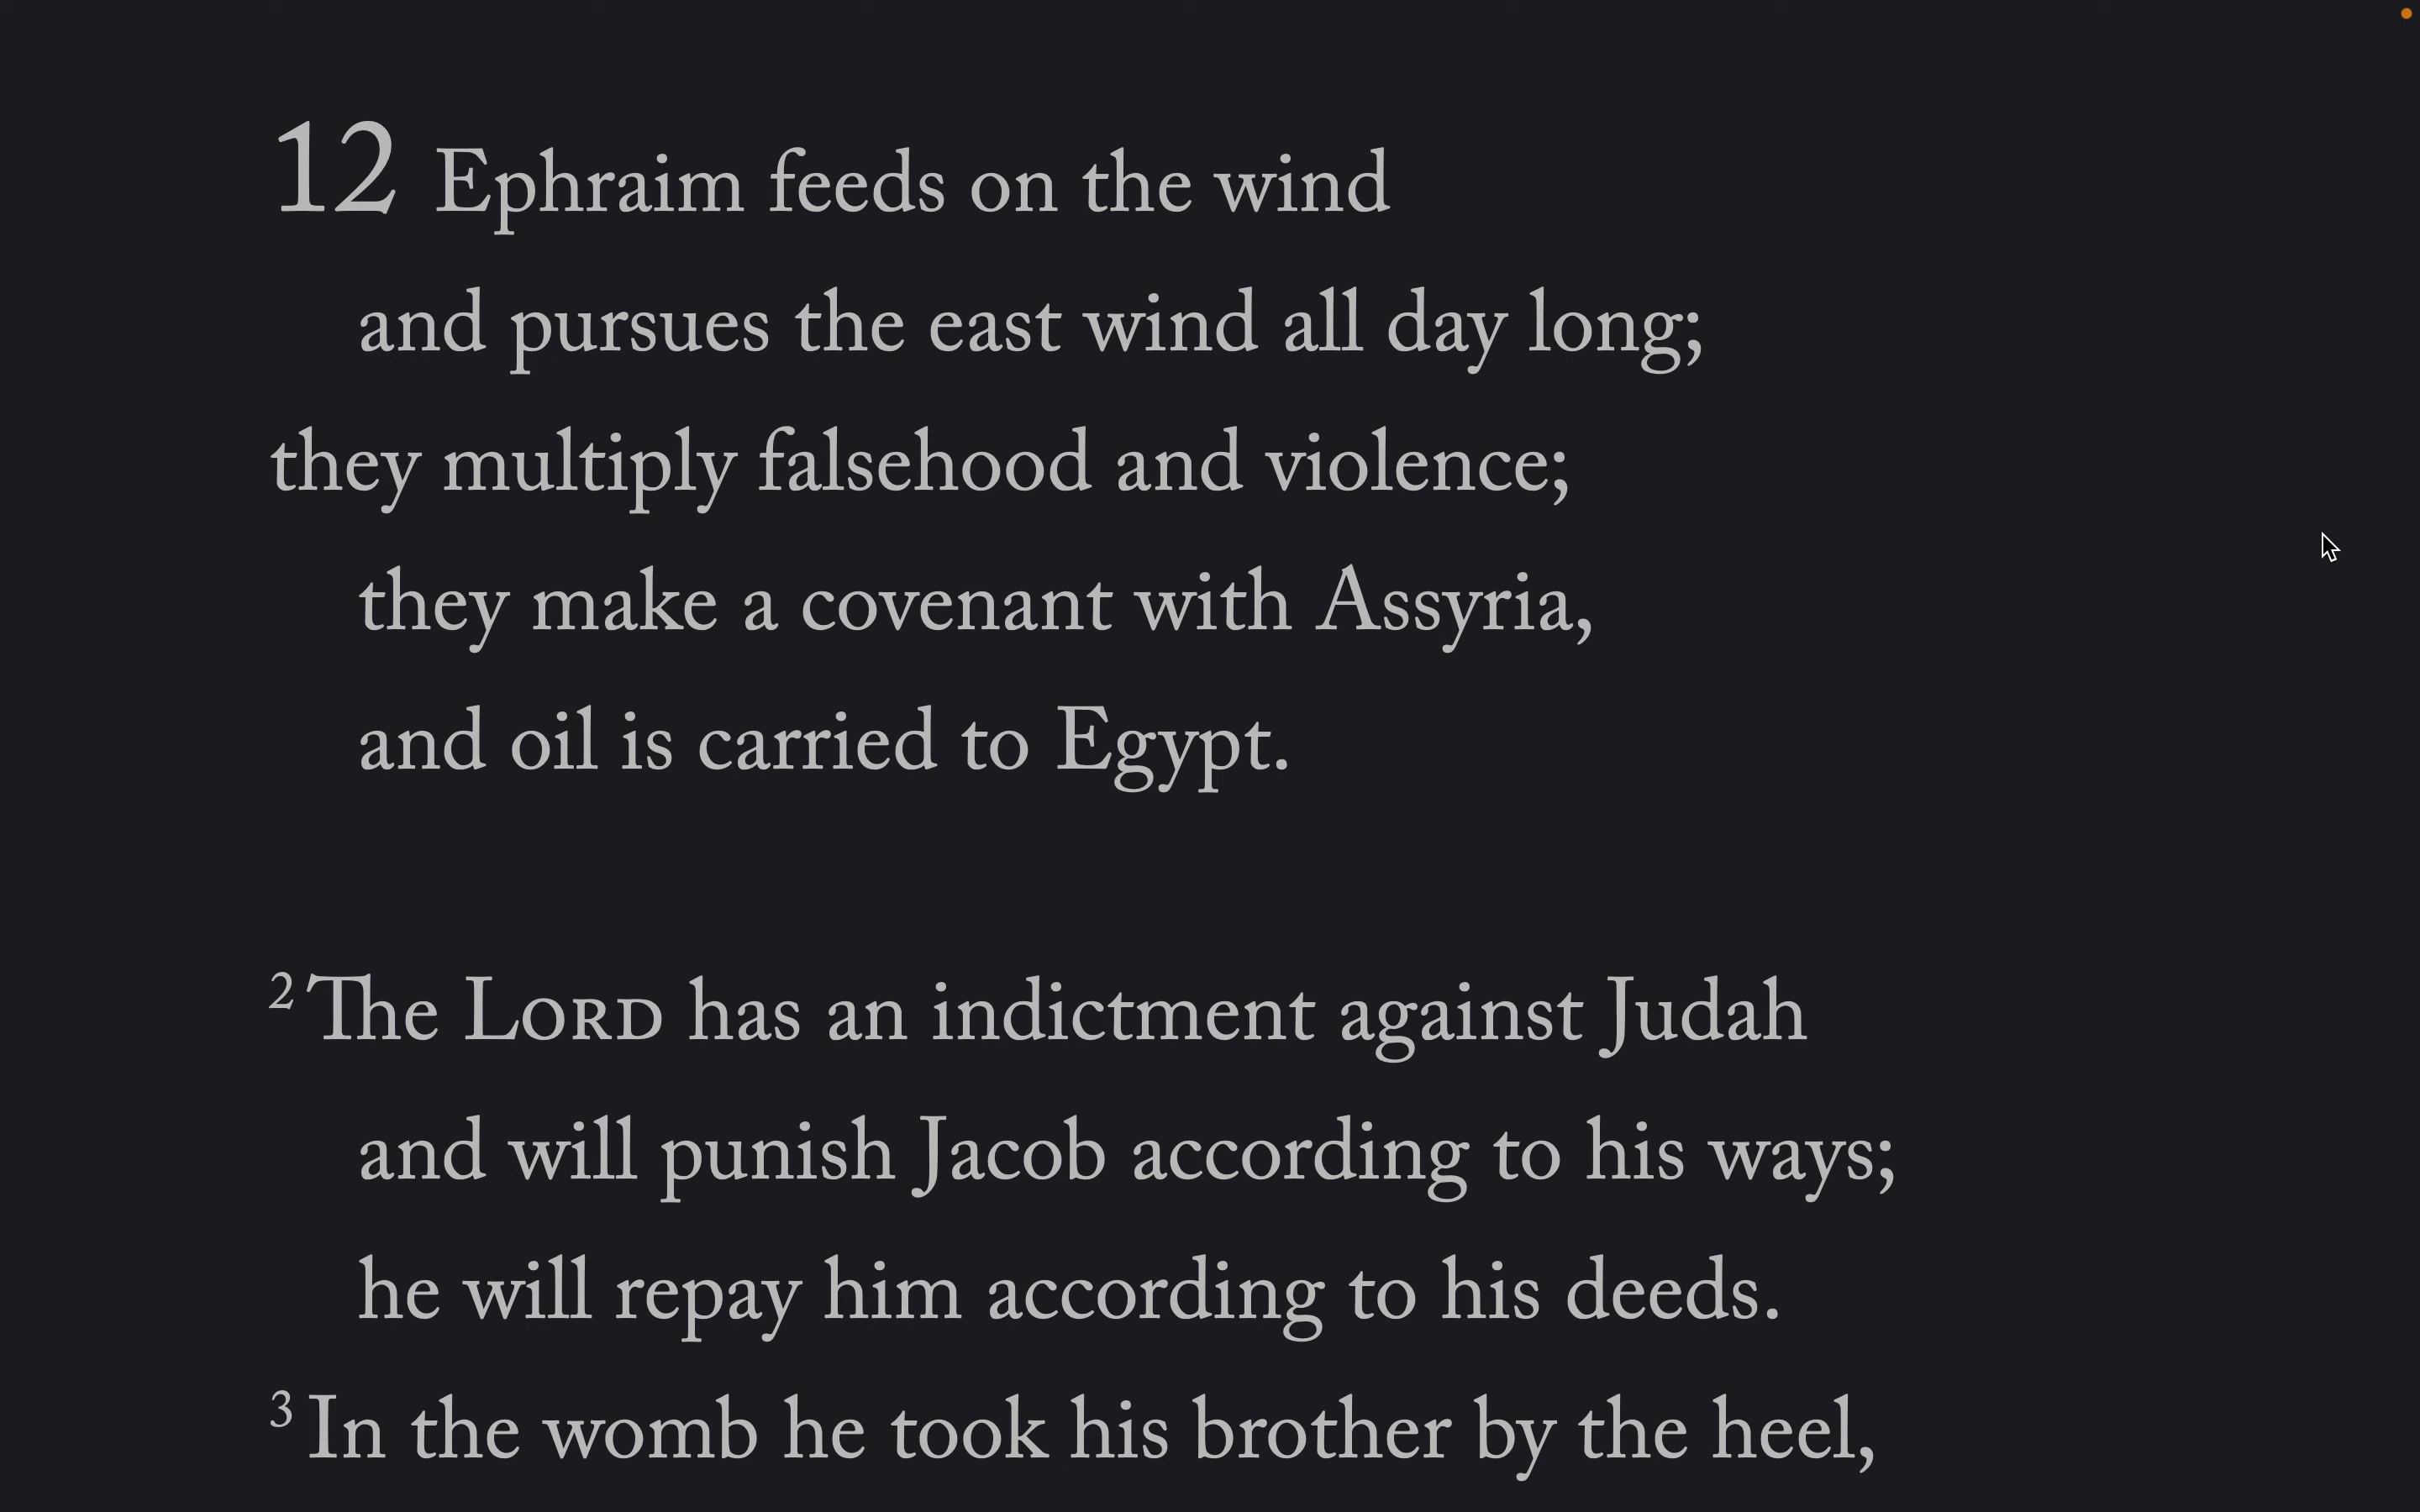 12 Ephraim feeds on the wind
and pursues the east wind all day long;
they multiply falsehood and violence;
they make a covenant with Assyria,
and oil is carried to Egypt.
2 The LORD has an indictment against Judah
and will punish Jacob according to his ways;
he will repay him according to his deeds.
3 In the womb he took his brother by the heel,